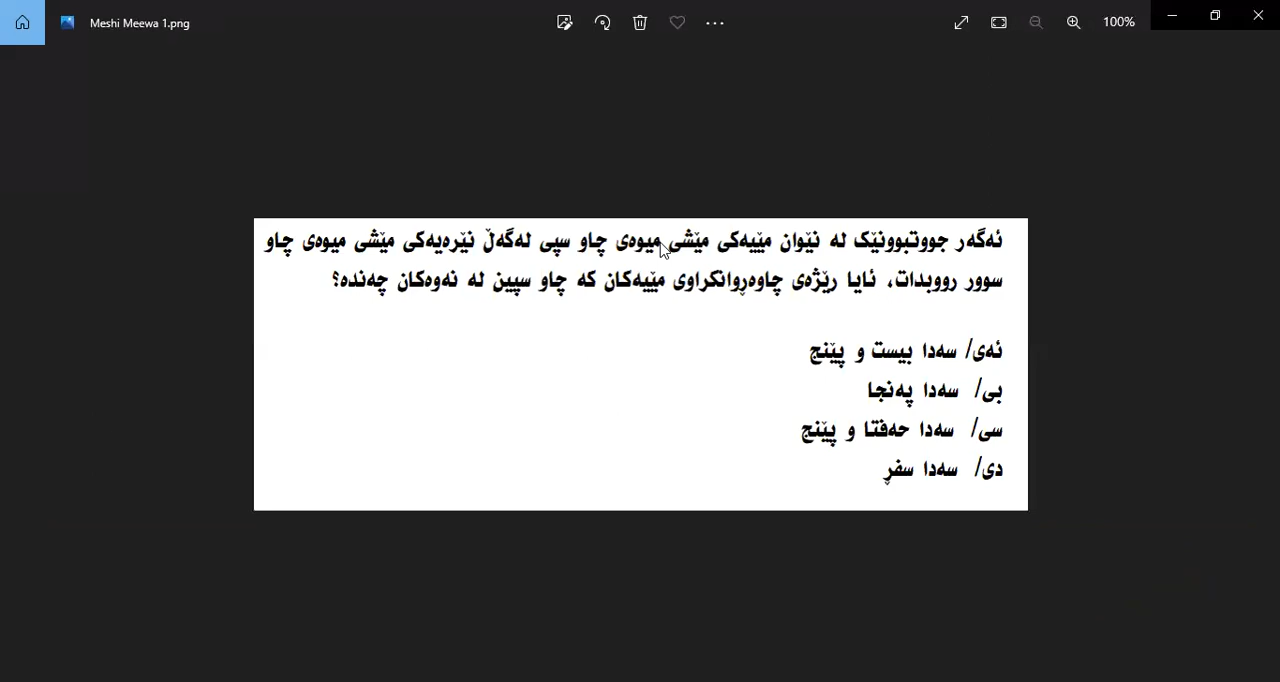 Meshi Meewa 1.png
100%
ئەگەر جووتبوونێک لە نێوان مێیەکی مێشی میوەی چاو سپی لەگەڵ نێرەیەکی مێشی میوەی چاو
سوور رووبدات، ئایا رێژەی چاوەڕوانکراوی مێیەکان کە چاو سپین لە نەوەکان چەندە؟
ئەی/ سەدا بیست و پێنج
بی/ سەدا پەنجا
سی/ سەدا حەفتا و پێنج
دی/ سەدا سفڕ